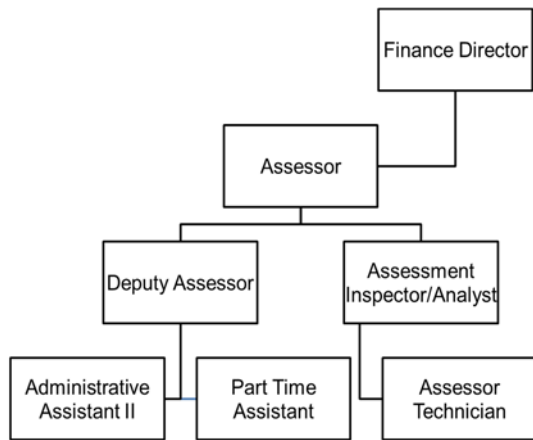 Finance Director
Assessor
Deputy Assessor
Assessment
Inspector/Analyst
Administrative
Assistant II
Part Time
Assistant
Assessor
Technician